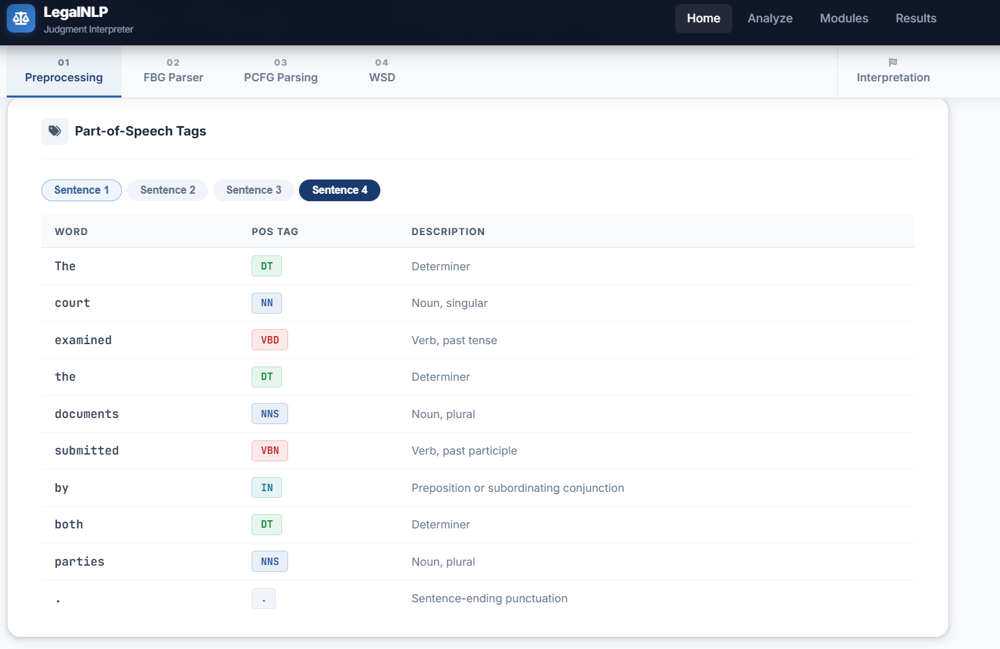 LegalNLP
Judgment Interpreter
Home Analyze Modules Results
01 02 03 04
Preprocessing FBG Parser PCFG Parsing WSD Interpretation
Part-of-Speech Tags
Sentence 1 Sentence 2 Sentence 3 Sentence 4
WORD POS TAG DESCRIPTION
The DT Determiner
court NN Noun, singular
examined VBD Verb, past tense
the DT Determiner
documents NNS Noun, plural
submitted VBN Verb, past participle
by IN Preposition or subordinating conjunction
both DT Determiner
parties NNS Noun, plural
. . Sentence-ending punctuation